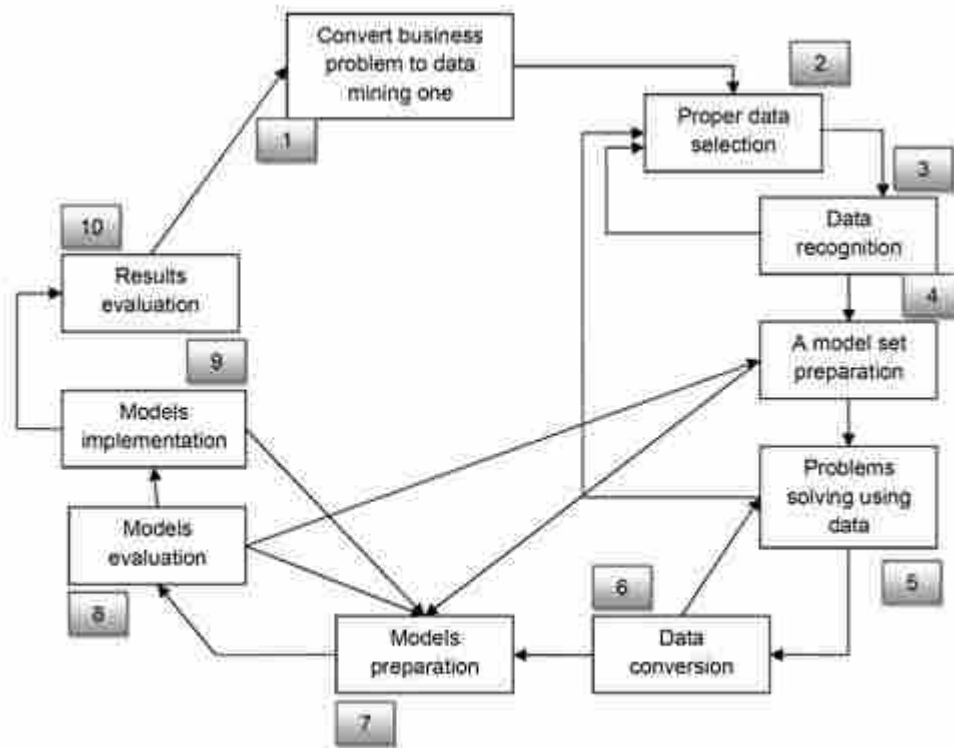 Convert business
problem to data
mining one
1
2
Proper data
selection
3
Data
recognition
4
A model set
preparation
Problems
solving using
data
5
6
Data
conversion
Models
preparation
7
Models
evaluation
8
9
Models
implementation
10
Results
evaluation